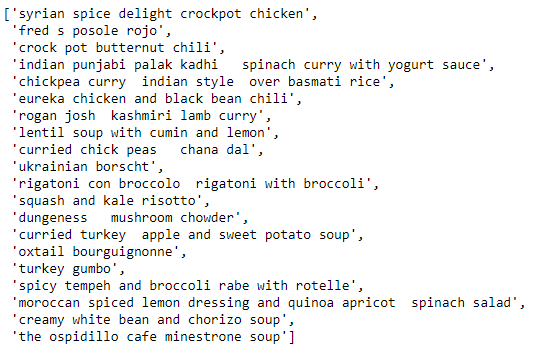 ['syrian spice delight crockpot chicken',
 'fred s posole rojo',
 'crock pot butternut chili',
 'indian punjabi palak kadhi   spinach curry with yogurt sauce',
 'chickpea curry  indian style  over basmati rice',
 'eureka chicken and black bean chili',
 'rogan josh  kashmiri lamb curry',
 'lentil soup with cumin and lemon',
 'curried chick peas   chana dal',
 'ukrainian borscht',
 'rigatoni con broccolo  rigatoni with broccoli',
 'squash and kale risotto',
 'dungeness   mushroom chowder',
 'curried turkey  apple and sweet potato soup',
 'oxtail bourguignonne',
 'turkey gumbo',
 'spicy tempeh and broccoli rabe with rotelle',
 'moroccan spiced lemon dressing and quinoa apricot  spinach salad',
 'creamy white bean and chorizo soup',
 'the ospidillo cafe minestrone soup']